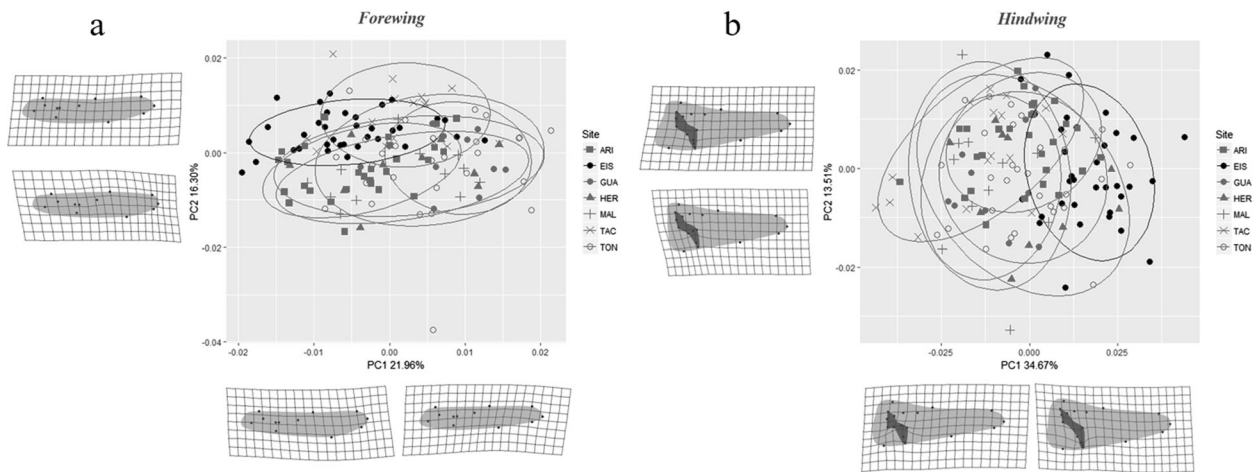 a
Forewing
0.02
0.00
-0.02
-0.04
PC2 16.30%
-0.02
-0.01
0.00
0.01
0.02
PC1 21.96%
Site
ARI
EIS
GUA
HER
MAL
TAC
TON
b
Hindwing
0.02
0.00
-0.02
PC2 13.51%
-0.025
0.000
0.025
PC1 34.67%
Site
ARI
EIS
GUA
HER
MAL
TAC
TON